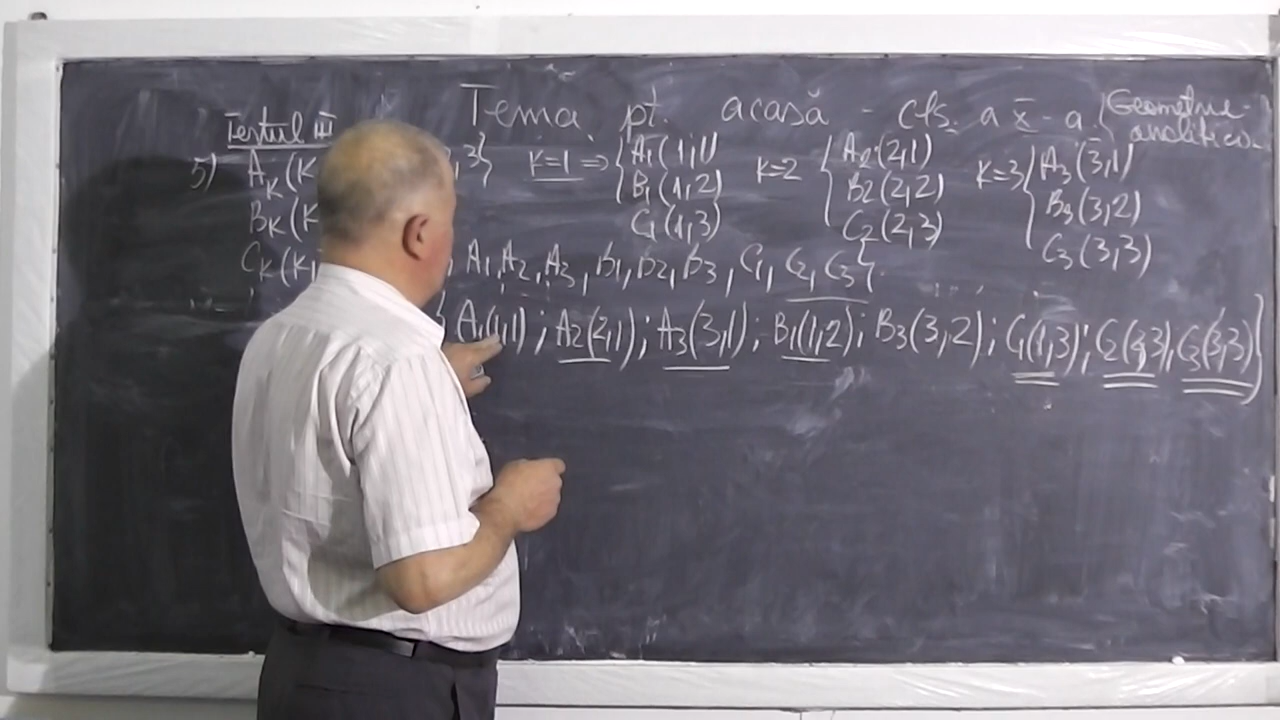 Tema pt. acasă - cls. a X-a. Geometrie
analitică
Testul III
5) A_K(K ,3} K=1 ⇒ { A1(1,1) K=2 { A2(2,1) K=3 { A3(3,1)
B_K(K B1(1,2) B2(2,2) B3(3,2)
C_K(K, C1(1,3) C2(2,3) C3(3,3)
A1, A2, A3, B1, B2, B3, C1, C2, C3}.
{A1(1,1); A2(2,1); A3(3,1); B1(1,2); B3(3,2); C1(1,3); C2(2,3), C3(3,3)}